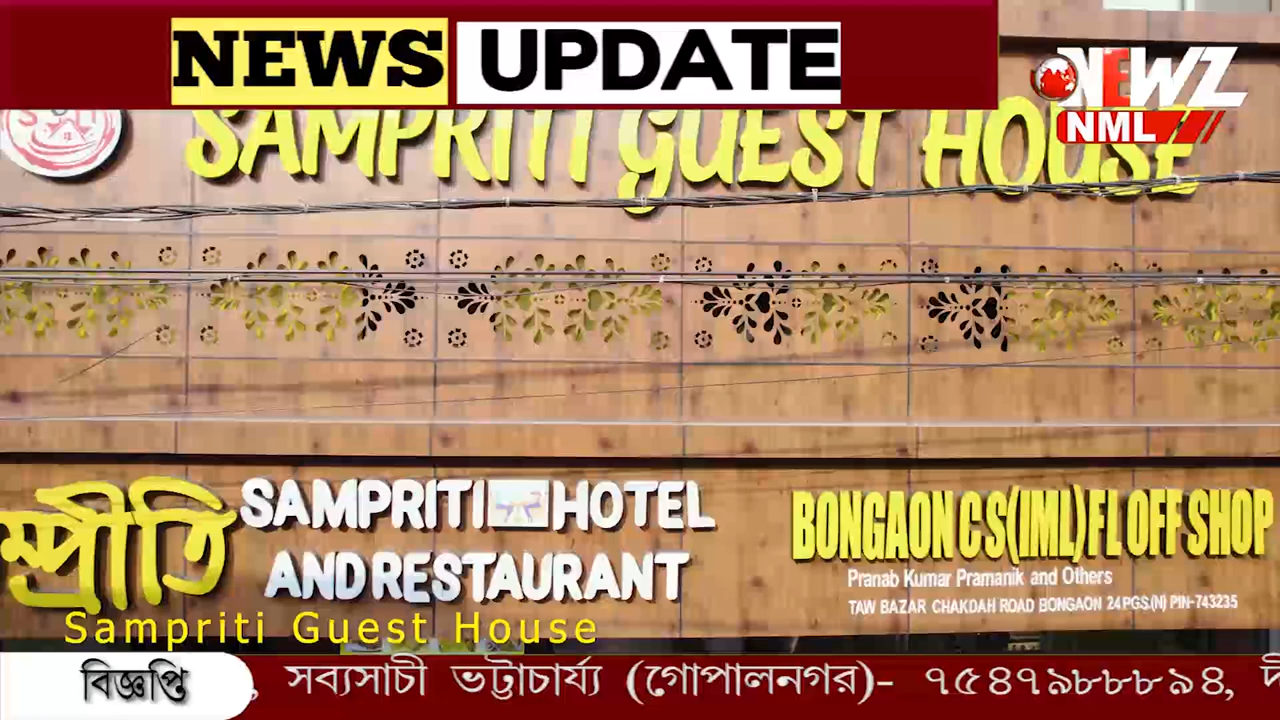 NEWS UPDATE
NEWZ
NML
SAMPRITI GUEST HOUSE
ম্প্রীতি
SAMPRITI HOTEL
AND RESTAURANT
BONGAON C S (IML) FL OFF SHOP
Pranab Kumar Pramanik and Others
TAW BAZAR CHAKDAH ROAD BONGAON 24 PGS.(N) PIN-743235
Sampriti Guest House
বিজ্ঞপ্তি
, সব্যসাচী ভট্টাচার্য্য (গোপালনগর)- ৭৫৪৭৯৮৮৮৯৪, দী